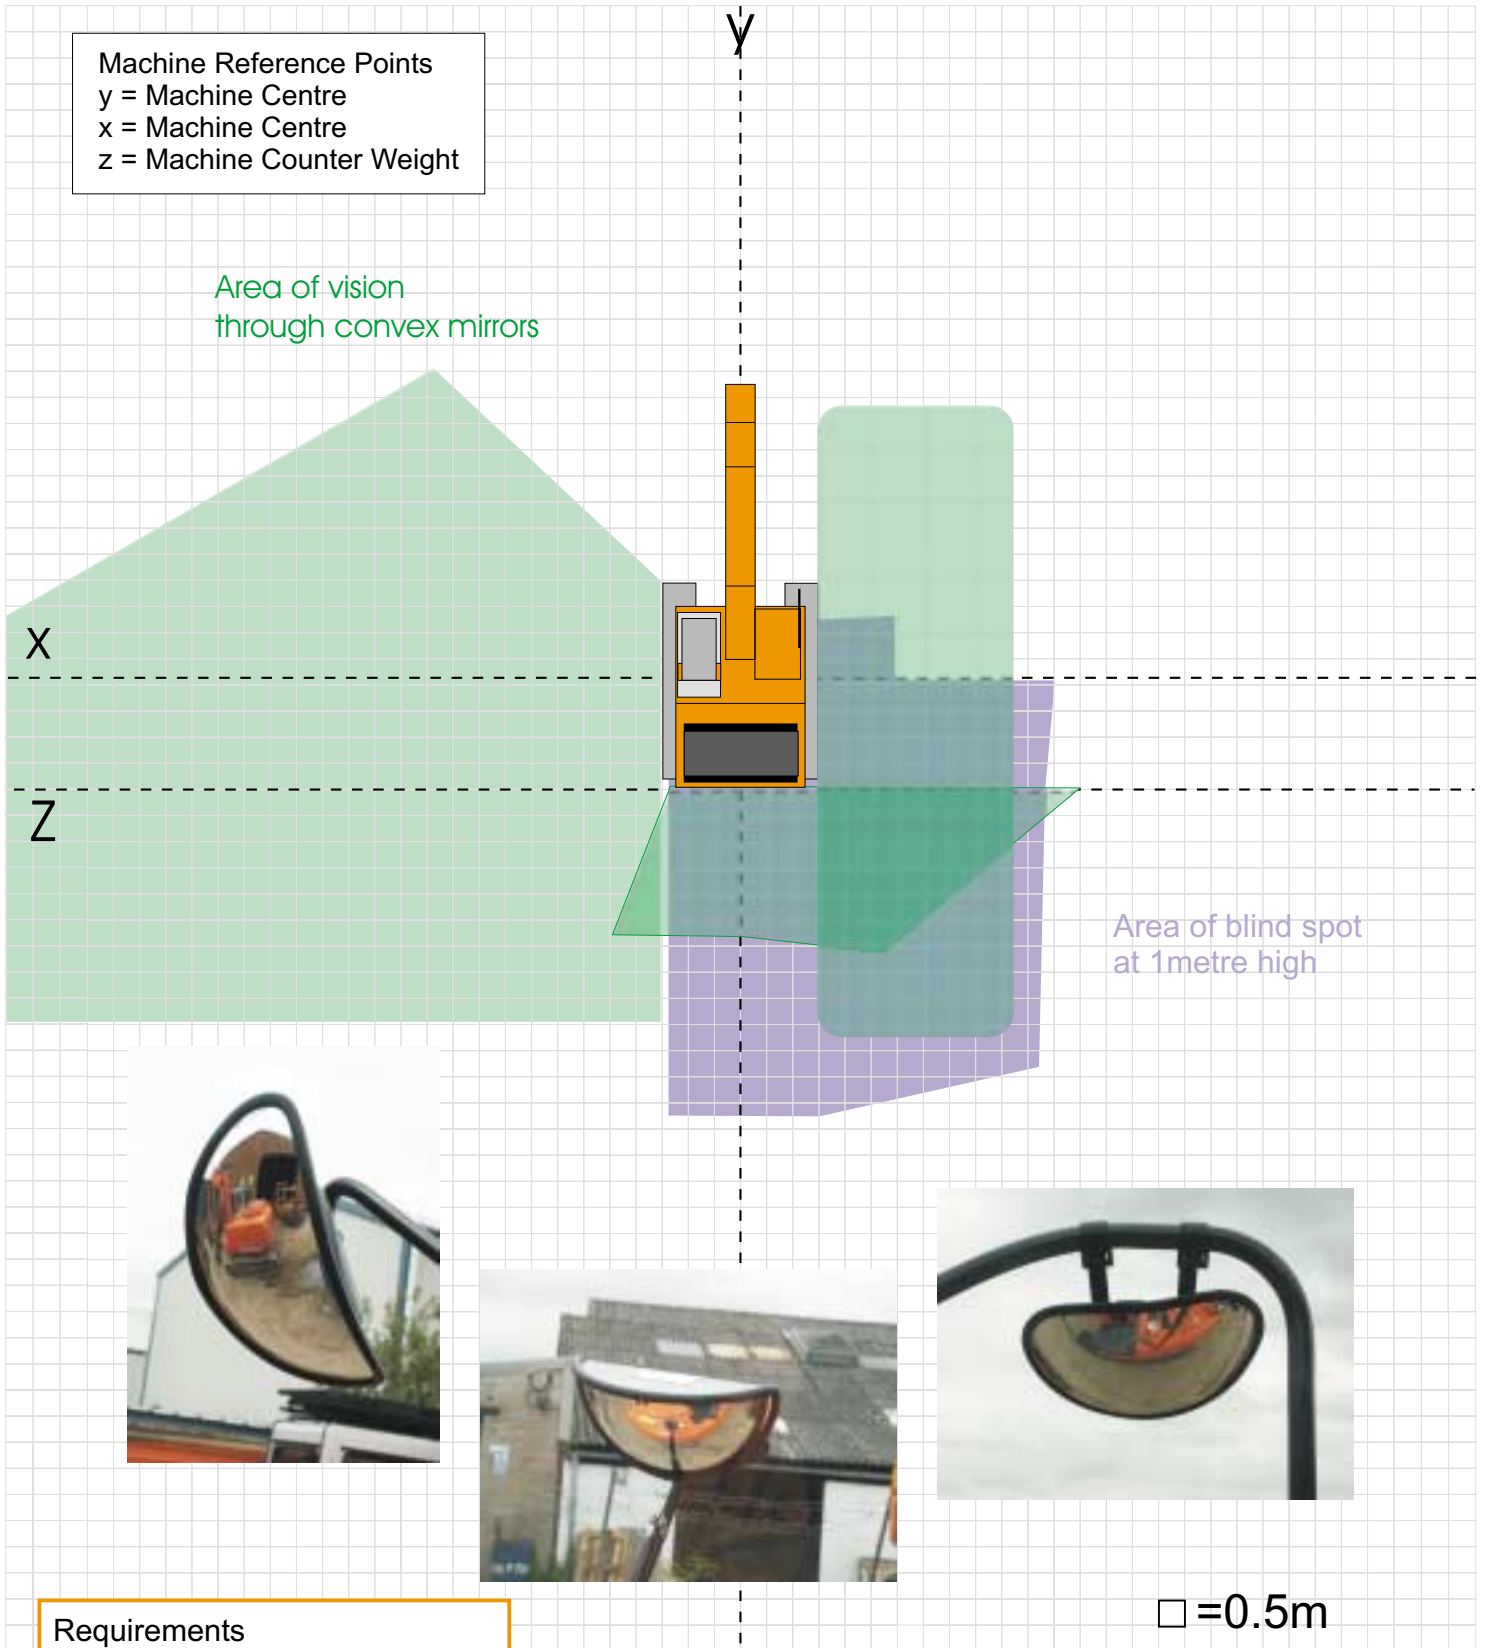 y
Machine Reference Points
y = Machine Centre
x = Machine Centre
z = Machine Counter Weight
Area of vision
through convex mirrors
X
Z
Area of blind spot
at 1metre high
□ =0.5m
Requirements